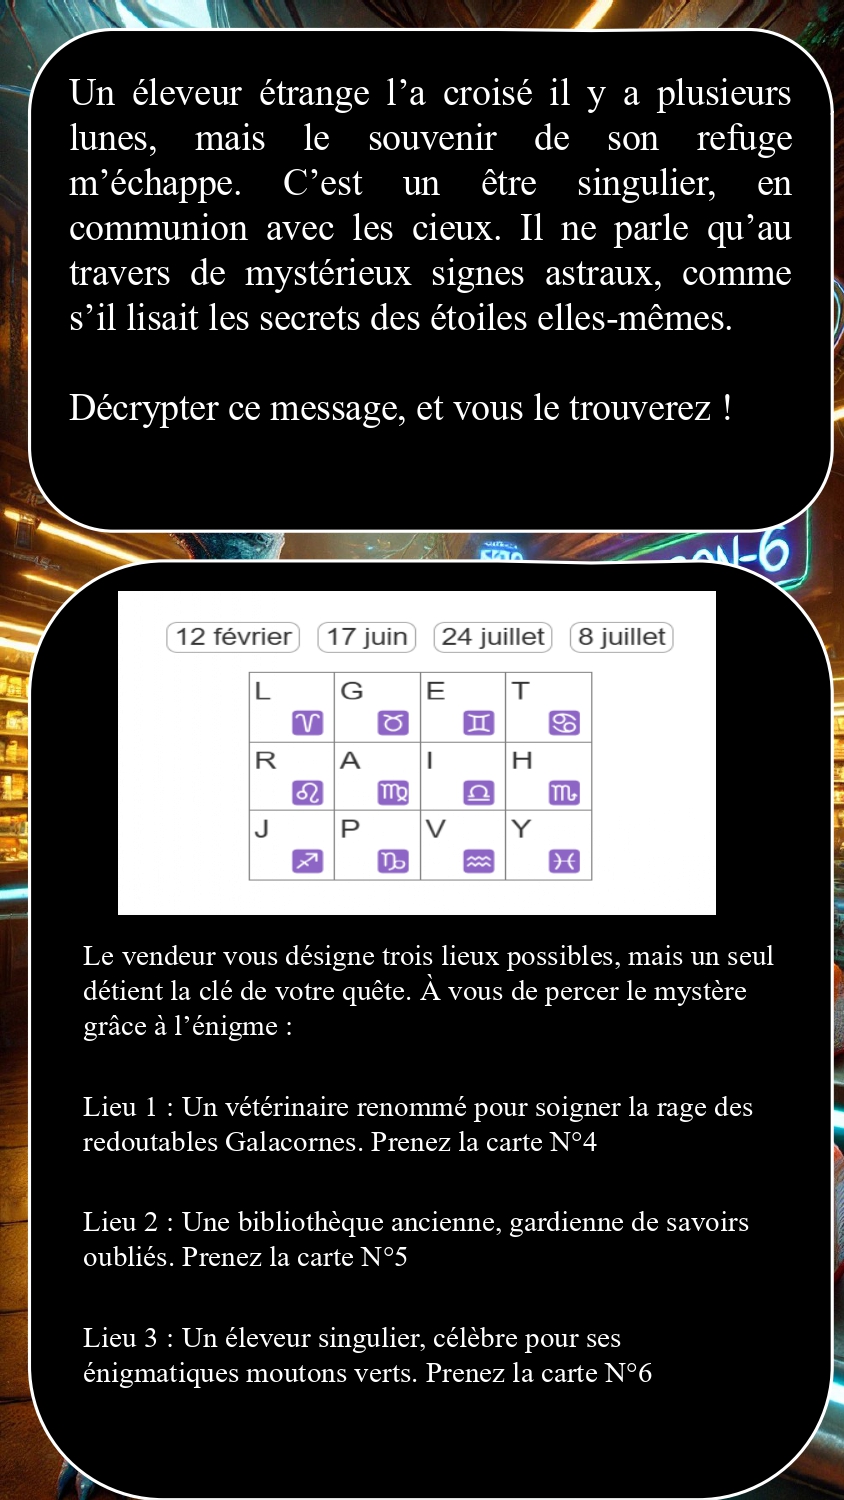 Un éleveur étrange l’a croisé il y a plusieurs
lunes, mais le souvenir de son refuge
m’échappe. C’est un être singulier, en
communion avec les cieux. Il ne parle qu’au
travers de mystérieux signes astraux, comme
s’il lisait les secrets des étoiles elles-mêmes.
Décrypter ce message, et vous le trouverez !
ON-6
12 février 17 juin 24 juillet 8 juillet
L G E T
♈ ♉ ♊ ♋
R A I H
♌ ♍ ♎ ♏
J P V Y
♐ ♑ ♒ ♓
Le vendeur vous désigne trois lieux possibles, mais un seul
détient la clé de votre quête. À vous de percer le mystère
grâce à l’énigme :
Lieu 1 : Un vétérinaire renommé pour soigner la rage des
redoutables Galacornes. Prenez la carte N°4
Lieu 2 : Une bibliothèque ancienne, gardienne de savoirs
oubliés. Prenez la carte N°5
Lieu 3 : Un éleveur singulier, célèbre pour ses
énigmatiques moutons verts. Prenez la carte N°6